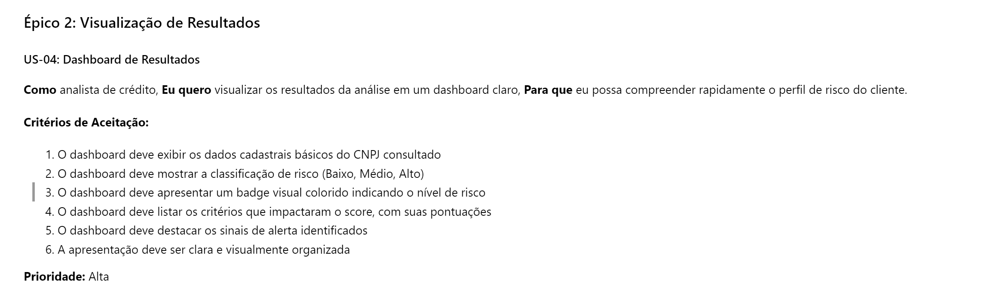 Épico 2: Visualização de Resultados
US-04: Dashboard de Resultados
Como analista de crédito, Eu quero visualizar os resultados da análise em um dashboard claro, Para que eu possa compreender rapidamente o perfil de risco do cliente.
Critérios de Aceitação:
1. O dashboard deve exibir os dados cadastrais básicos do CNPJ consultado
2. O dashboard deve mostrar a classificação de risco (Baixo, Médio, Alto)
3. O dashboard deve apresentar um badge visual colorido indicando o nível de risco
4. O dashboard deve listar os critérios que impactaram o score, com suas pontuações
5. O dashboard deve destacar os sinais de alerta identificados
6. A apresentação deve ser clara e visualmente organizada
Prioridade: Alta